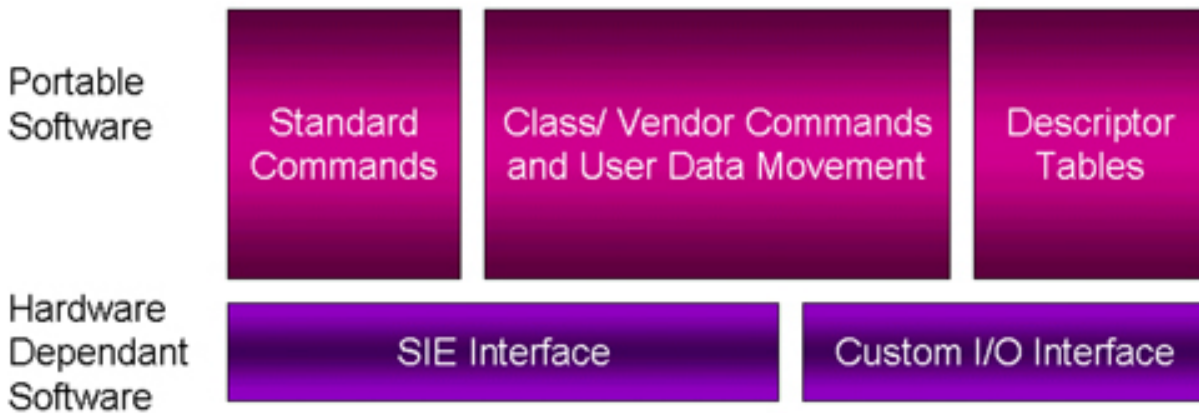 Portable
Software
Standard
Commands
Class/ Vendor Commands
and User Data Movement
Descriptor
Tables
Hardware
Dependant
Software
SIE Interface
Custom I/O Interface